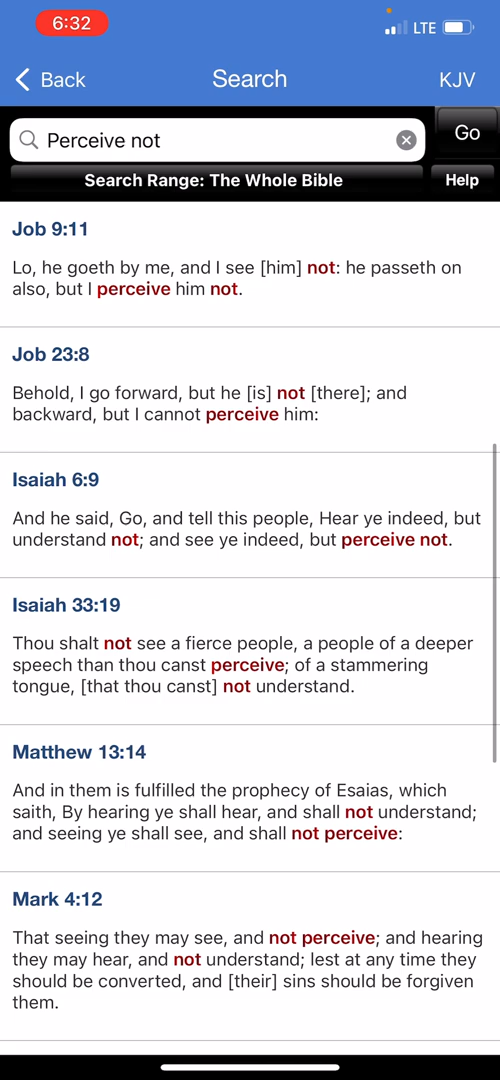 6:32
LTE
Back
Search
KJV
Perceive not
Go
Search Range: The Whole Bible
Help
Job 9:11
Lo, he goeth by me, and I see [him] not: he passeth on
also, but I perceive him not.
Job 23:8
Behold, I go forward, but he [is] not [there]; and
backward, but I cannot perceive him:
Isaiah 6:9
And he said, Go, and tell this people, Hear ye indeed, but
understand not; and see ye indeed, but perceive not.
Isaiah 33:19
Thou shalt not see a fierce people, a people of a deeper
speech than thou canst perceive; of a stammering
tongue, [that thou canst] not understand.
Matthew 13:14
And in them is fulfilled the prophecy of Esaias, which
saith, By hearing ye shall hear, and shall not understand;
and seeing ye shall see, and shall not perceive:
Mark 4:12
That seeing they may see, and not perceive; and hearing
they may hear, and not understand; lest at any time they
should be converted, and [their] sins should be forgiven
them.